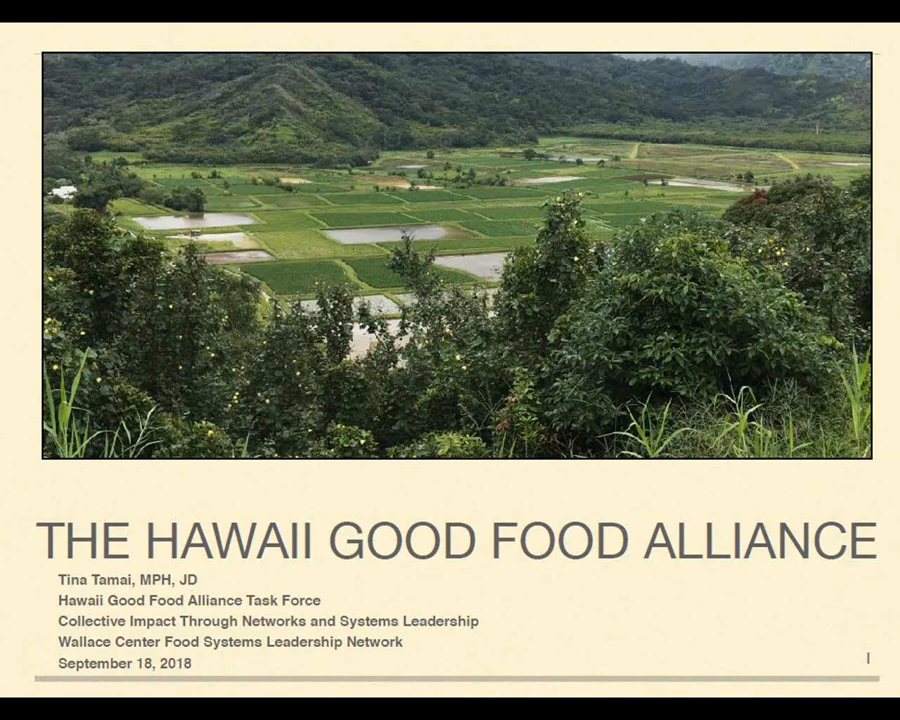 THE HAWAII GOOD FOOD ALLIANCE
Tina Tamai, MPH, JD
Hawaii Good Food Alliance Task Force
Collective Impact Through Networks and Systems Leadership
Wallace Center Food Systems Leadership Network
September 18, 2018
1